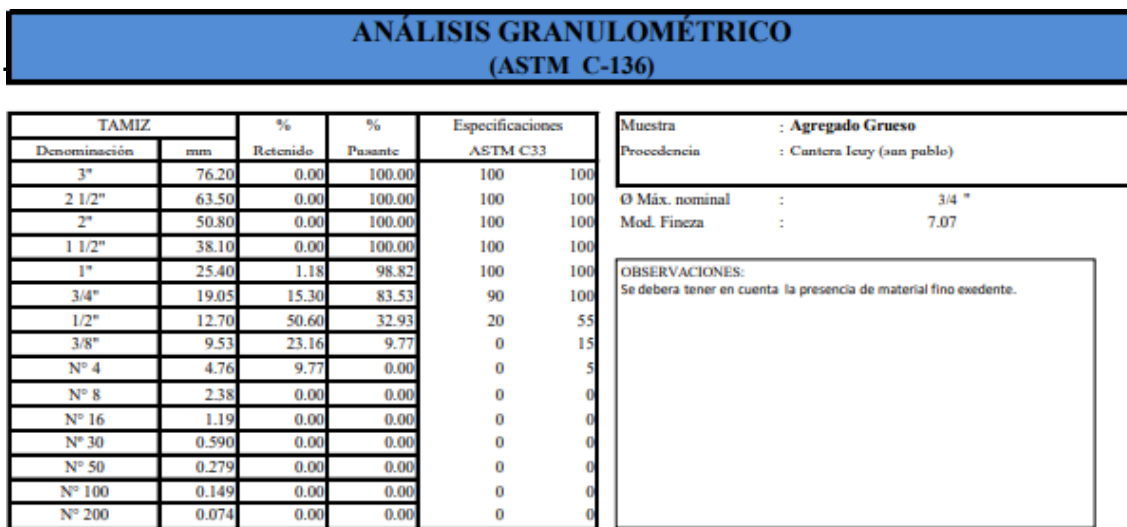 ANÁLISIS GRANULOMÉTRICO
(ASTM C-136)
TAMIZ % % Especificaciones
Denominación mm Retenido Pasante ASTM C33
3" 76.20 0.00 100.00 100 100
2 1/2" 63.50 0.00 100.00 100 100
2" 50.80 0.00 100.00 100 100
1 1/2" 38.10 0.00 100.00 100 100
1" 25.40 1.18 98.82 100 100
3/4" 19.05 15.30 83.53 90 100
1/2" 12.70 50.60 32.93 20 55
3/8" 9.53 23.16 9.77 0 15
N° 4 4.76 9.77 0.00 0 5
N° 8 2.38 0.00 0.00 0 0
N° 16 1.19 0.00 0.00 0 0
N° 30 0.590 0.00 0.00 0 0
N° 50 0.279 0.00 0.00 0 0
N° 100 0.149 0.00 0.00 0 0
N° 200 0.074 0.00 0.00 0 0
Muestra : Agregado Grueso
Procedencia : Cantera Icuy (san pablo)
Ø Máx. nominal : 3/4 "
Mod. Fineza : 7.07
OBSERVACIONES:
Se debera tener en cuenta la presencia de material fino exedente.